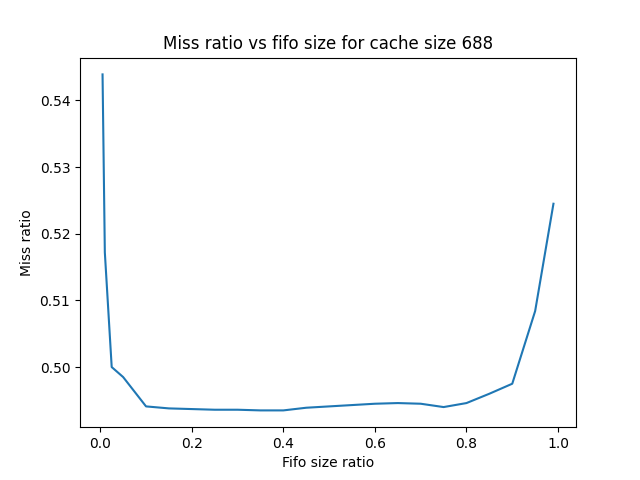 Miss ratio vs fifo size for cache size 688
0.54
0.53
0.52
0.51
0.50
Miss ratio
0.0 0.2 0.4 0.6 0.8 1.0
Fifo size ratio